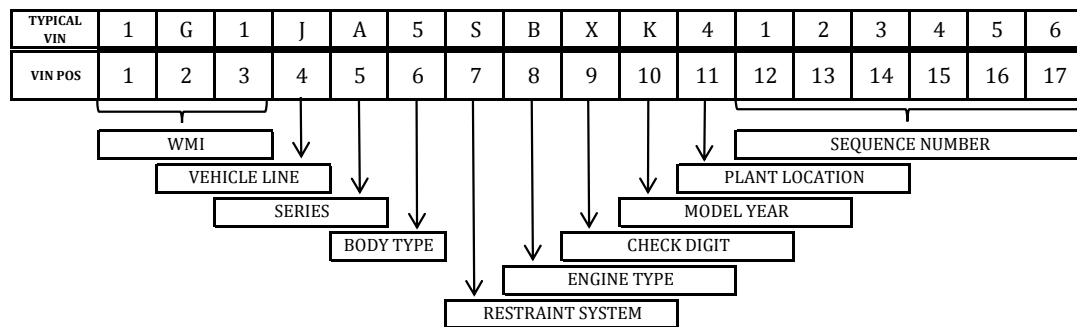 TYPICAL VIN 1 G 1 J A 5 S B X K 4 1 2 3 4 5 6
VIN POS 1 2 3 4 5 6 7 8 9 10 11 12 13 14 15 16 17
WMI SEQUENCE NUMBER
VEHICLE LINE PLANT LOCATION
SERIES MODEL YEAR
BODY TYPE CHECK DIGIT
ENGINE TYPE
RESTRAINT SYSTEM